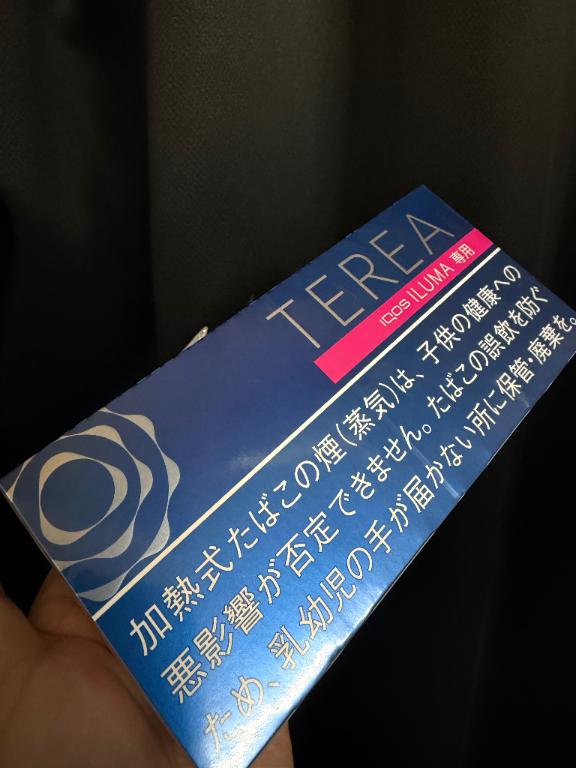 TEREA
IQOS ILUMA 専用
加熱式たばこの煙(蒸気)は、子供の健康への
悪影響が否定できません。たばこの誤飲を防ぐ
ため、乳幼児の手が届かない所に保管・廃棄を。